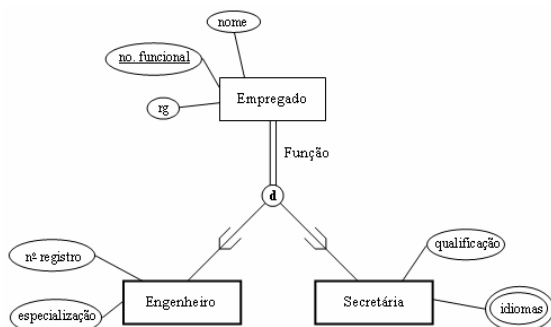 nome
no. funcional
rg
Empregado
Função
d
nº registro
especialização
Engenheiro
Secretária
qualificação
idiomas